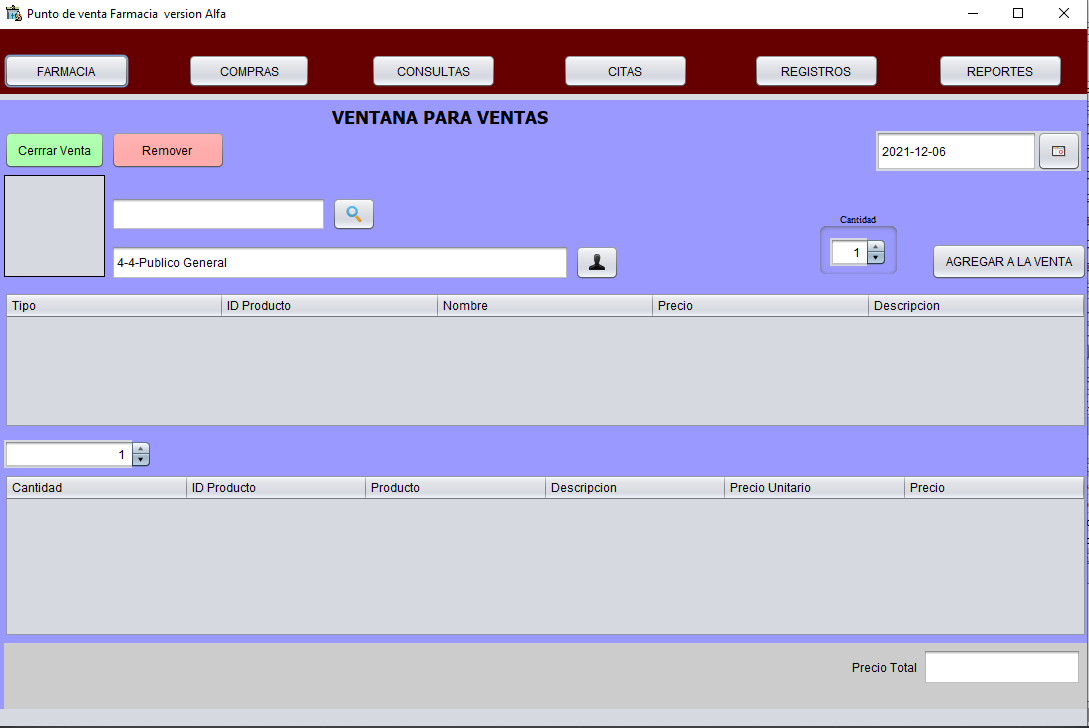 Punto de venta Farmacia version Alfa
FARMACIA COMPRAS CONSULTAS CITAS REGISTROS REPORTES
VENTANA PARA VENTAS
Cerrrar Venta Remover 2021-12-06
Cantidad
4-4-Publico General 1 AGREGAR A LA VENTA
Tipo ID Producto Nombre Precio Descripcion
1
Cantidad ID Producto Producto Descripcion Precio Unitario Precio
Precio Total